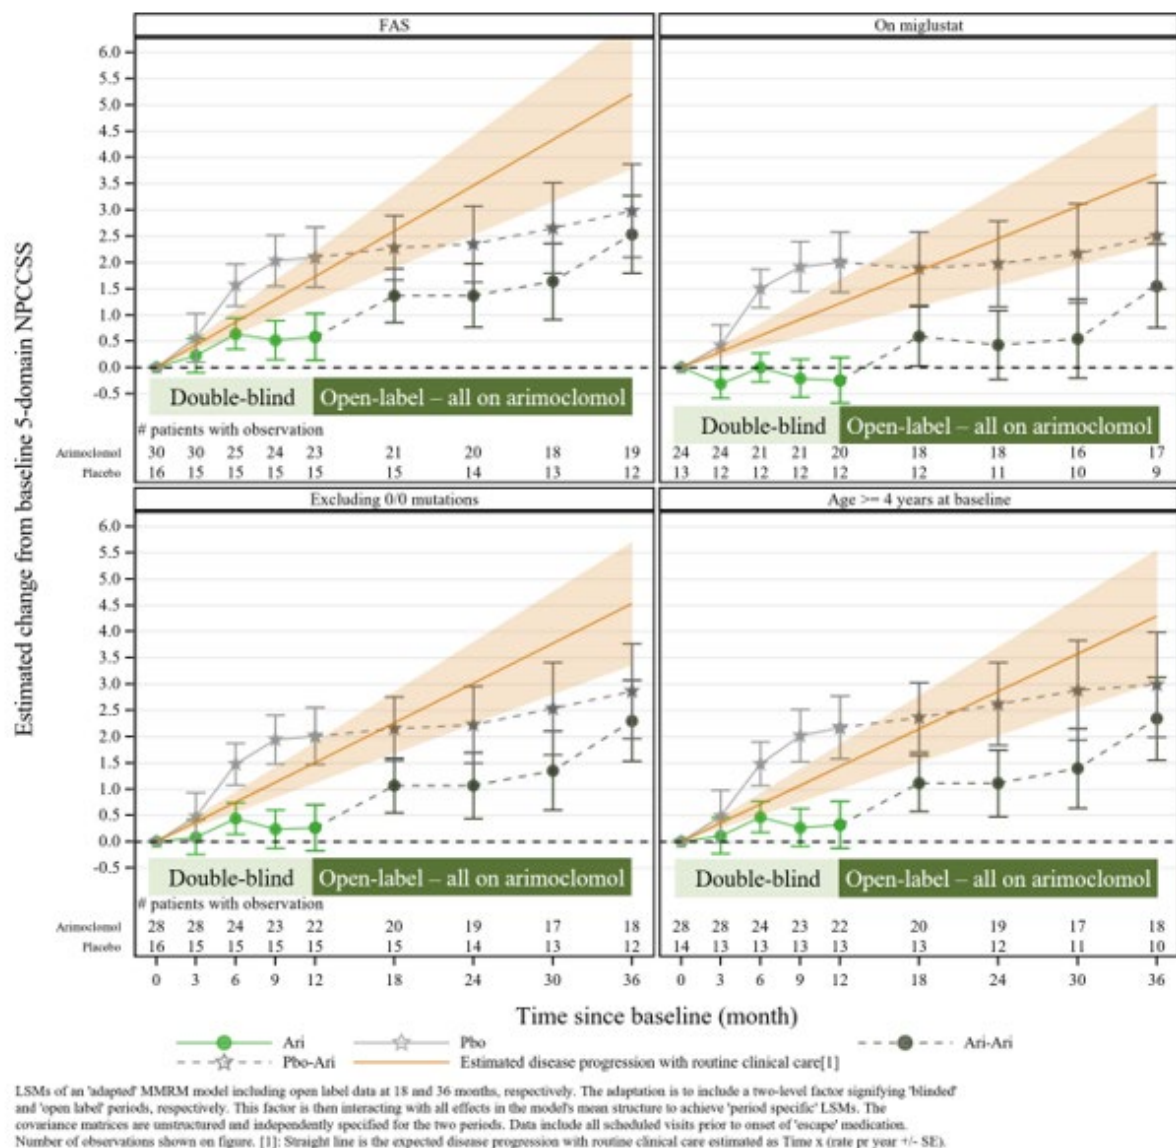 FAS
On miglustat
Estimated change from baseline 5-domain NPCCSS
6.0
5.5
5.0
4.5
4.0
3.5
3.0
2.5
2.0
1.5
1.0
0.5
0.0
-0.5
Double-blind Open-label – all on arimoclomol
Double-blind Open-label – all on arimoclomol
# patients with observation
Arimoclomol 30 30 25 24 23 21 20 18 19 24 24 21 21 20 18 18 16 17
Placebo 16 15 15 15 15 15 14 13 12 13 12 12 12 12 12 11 10 9
Excluding 0/0 mutations
Age >= 4 years at baseline
6.0
5.5
5.0
4.5
4.0
3.5
3.0
2.5
2.0
1.5
1.0
0.5
0.0
-0.5
Double-blind Open-label – all on arimoclomol
Double-blind Open-label – all on arimoclomol
# patients with observation
Arimoclomol 28 28 24 23 22 20 19 17 18 28 28 24 23 22 20 19 17 18
Placebo 16 15 15 15 15 15 14 13 12 14 13 13 13 13 13 12 11 10
0 3 6 9 12 18 24 30 36 0 3 6 9 12 18 24 30 36
Time since baseline (month)
Ari Pbo Ari-Ari
Pbo-Ari Estimated disease progression with routine clinical care[1]
LSMs of an 'adapted' MMRM model including open label data at 18 and 36 months, respectively. The adaptation is to include a two-level factor signifying 'blinded'
and 'open label' periods, respectively. This factor is then interacting with all effects in the model's mean structure to achieve 'period specific' LSMs. The
covariance matrices are unstructured and independently specified for the two periods. Data include all scheduled visits prior to onset of 'escape' medication.
Number of observations shown on figure. [1]: Straight line is the expected disease progression with routine clinical care estimated as Time x (rate pr year +/- SE).